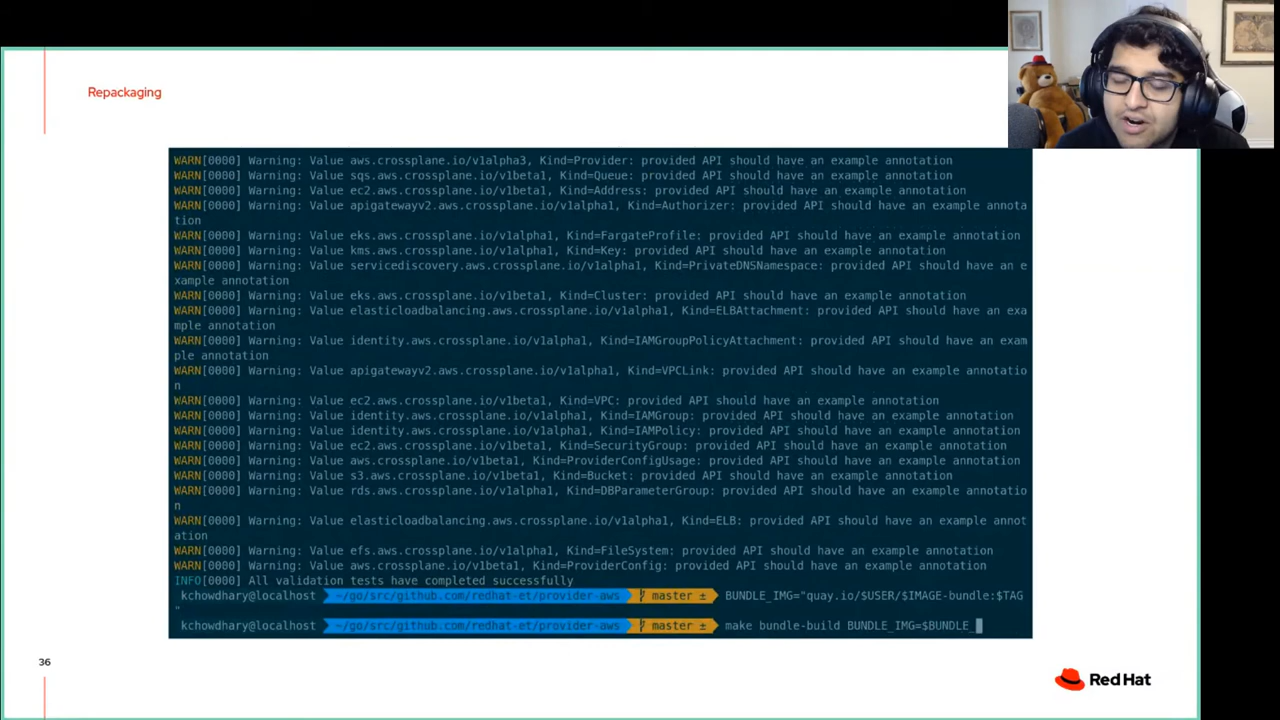 Repackaging
WARN[0000] Warning: Value aws.crossplane.io/v1alpha3, Kind=Provider: provided API should have an example annotation
WARN[0000] Warning: Value sqs.aws.crossplane.io/v1beta1, Kind=Queue: provided API should have an example annotation
WARN[0000] Warning: Value ec2.aws.crossplane.io/v1beta1, Kind=Address: provided API should have an example annotation
WARN[0000] Warning: Value apigatewayv2.aws.crossplane.io/v1alpha1, Kind=Authorizer: provided API should have an example annota
tion
WARN[0000] Warning: Value eks.aws.crossplane.io/v1alpha1, Kind=FargateProfile: provided API should have an example annotation
WARN[0000] Warning: Value kms.aws.crossplane.io/v1alpha1, Kind=Key: provided API should have an example annotation
WARN[0000] Warning: Value servicediscovery.aws.crossplane.io/v1alpha1, Kind=PrivateDNSNamespace: provided API should have an e
xample annotation
WARN[0000] Warning: Value eks.aws.crossplane.io/v1beta1, Kind=Cluster: provided API should have an example annotation
WARN[0000] Warning: Value elasticloadbalancing.aws.crossplane.io/v1alpha1, Kind=ELBAttachment: provided API should have an exa
mple annotation
WARN[0000] Warning: Value identity.aws.crossplane.io/v1alpha1, Kind=IAMGroupPolicyAttachment: provided API should have an exam
ple annotation
WARN[0000] Warning: Value apigatewayv2.aws.crossplane.io/v1alpha1, Kind=VPCLink: provided API should have an example annotatio
n
WARN[0000] Warning: Value ec2.aws.crossplane.io/v1beta1, Kind=VPC: provided API should have an example annotation
WARN[0000] Warning: Value identity.aws.crossplane.io/v1alpha1, Kind=IAMGroup: provided API should have an example annotation
WARN[0000] Warning: Value identity.aws.crossplane.io/v1alpha1, Kind=IAMPolicy: provided API should have an example annotation
WARN[0000] Warning: Value ec2.aws.crossplane.io/v1beta1, Kind=SecurityGroup: provided API should have an example annotation
WARN[0000] Warning: Value aws.crossplane.io/v1beta1, Kind=ProviderConfigUsage: provided API should have an example annotation
WARN[0000] Warning: Value s3.aws.crossplane.io/v1beta1, Kind=Bucket: provided API should have an example annotation
WARN[0000] Warning: Value rds.aws.crossplane.io/v1alpha1, Kind=DBParameterGroup: provided API should have an example annotatio
n
WARN[0000] Warning: Value elasticloadbalancing.aws.crossplane.io/v1alpha1, Kind=ELB: provided API should have an example annot
ation
WARN[0000] Warning: Value efs.aws.crossplane.io/v1alpha1, Kind=FileSystem: provided API should have an example annotation
WARN[0000] Warning: Value aws.crossplane.io/v1beta1, Kind=ProviderConfig: provided API should have an example annotation
INFO[0000] All validation tests have completed successfully
kchowdhary@localhost ~/go/src/github.com/redhat-et/provider-aws master ± BUNDLE_IMG="quay.io/$USER/$IMAGE-bundle:$TAG
"
kchowdhary@localhost ~/go/src/github.com/redhat-et/provider-aws master ± make bundle-build BUNDLE_IMG=$BUNDLE_
36
Red Hat